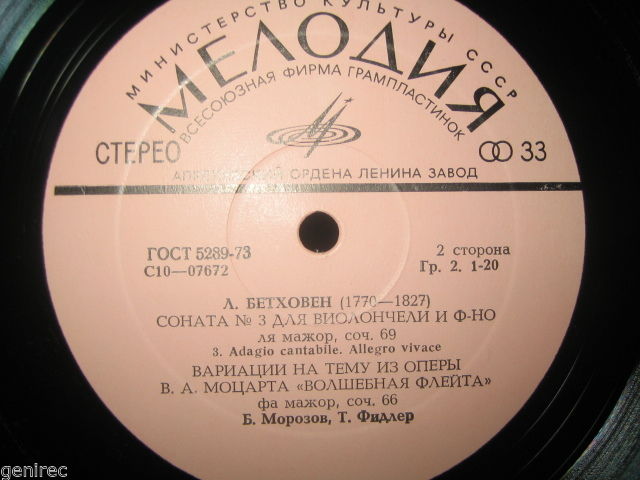 МИНИСТЕРСТВО КУЛЬТУРЫ СССР
МЕЛОДИЯ
ВСЕСОЮЗНАЯ ФИРМА ГРАМПЛАСТИНОК
СТЕРЕО
33
АПРЕЛЕВСКИЙ ОРДЕНА ЛЕНИНА ЗАВОД
ГОСТ 5289-73
2 сторона
С10—07672
Гр. 2. 1-20
Л. БЕТХОВЕН (1770—1827)
СОНАТА № 3 ДЛЯ ВИОЛОНЧЕЛИ И Ф-НО
ля мажор, соч. 69
3. Adagio cantabile. Allegro vivace
ВАРИАЦИИ НА ТЕМУ ИЗ ОПЕРЫ
В. А. МОЦАРТА «ВОЛШЕБНАЯ ФЛЕЙТА»
фа мажор, соч. 66
Б. Морозов, Т. Фидлер
genirec